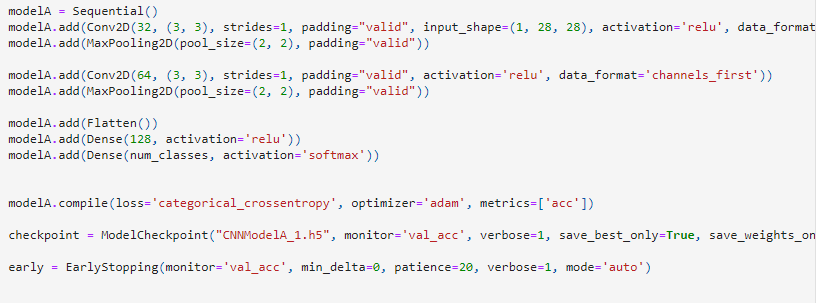 modelA = Sequential()
modelA.add(Conv2D(32, (3, 3), strides=1, padding="valid", input_shape=(1, 28, 28), activation='relu', data_format
modelA.add(MaxPooling2D(pool_size=(2, 2), padding="valid"))
modelA.add(Conv2D(64, (3, 3), strides=1, padding="valid", activation='relu', data_format='channels_first'))
modelA.add(MaxPooling2D(pool_size=(2, 2), padding="valid"))
modelA.add(Flatten())
modelA.add(Dense(128, activation='relu'))
modelA.add(Dense(num_classes, activation='softmax'))
modelA.compile(loss='categorical_crossentropy', optimizer='adam', metrics=['acc'])
checkpoint = ModelCheckpoint("CNNModelA_1.h5", monitor='val_acc', verbose=1, save_best_only=True, save_weights_on
early = EarlyStopping(monitor='val_acc', min_delta=0, patience=20, verbose=1, mode='auto')